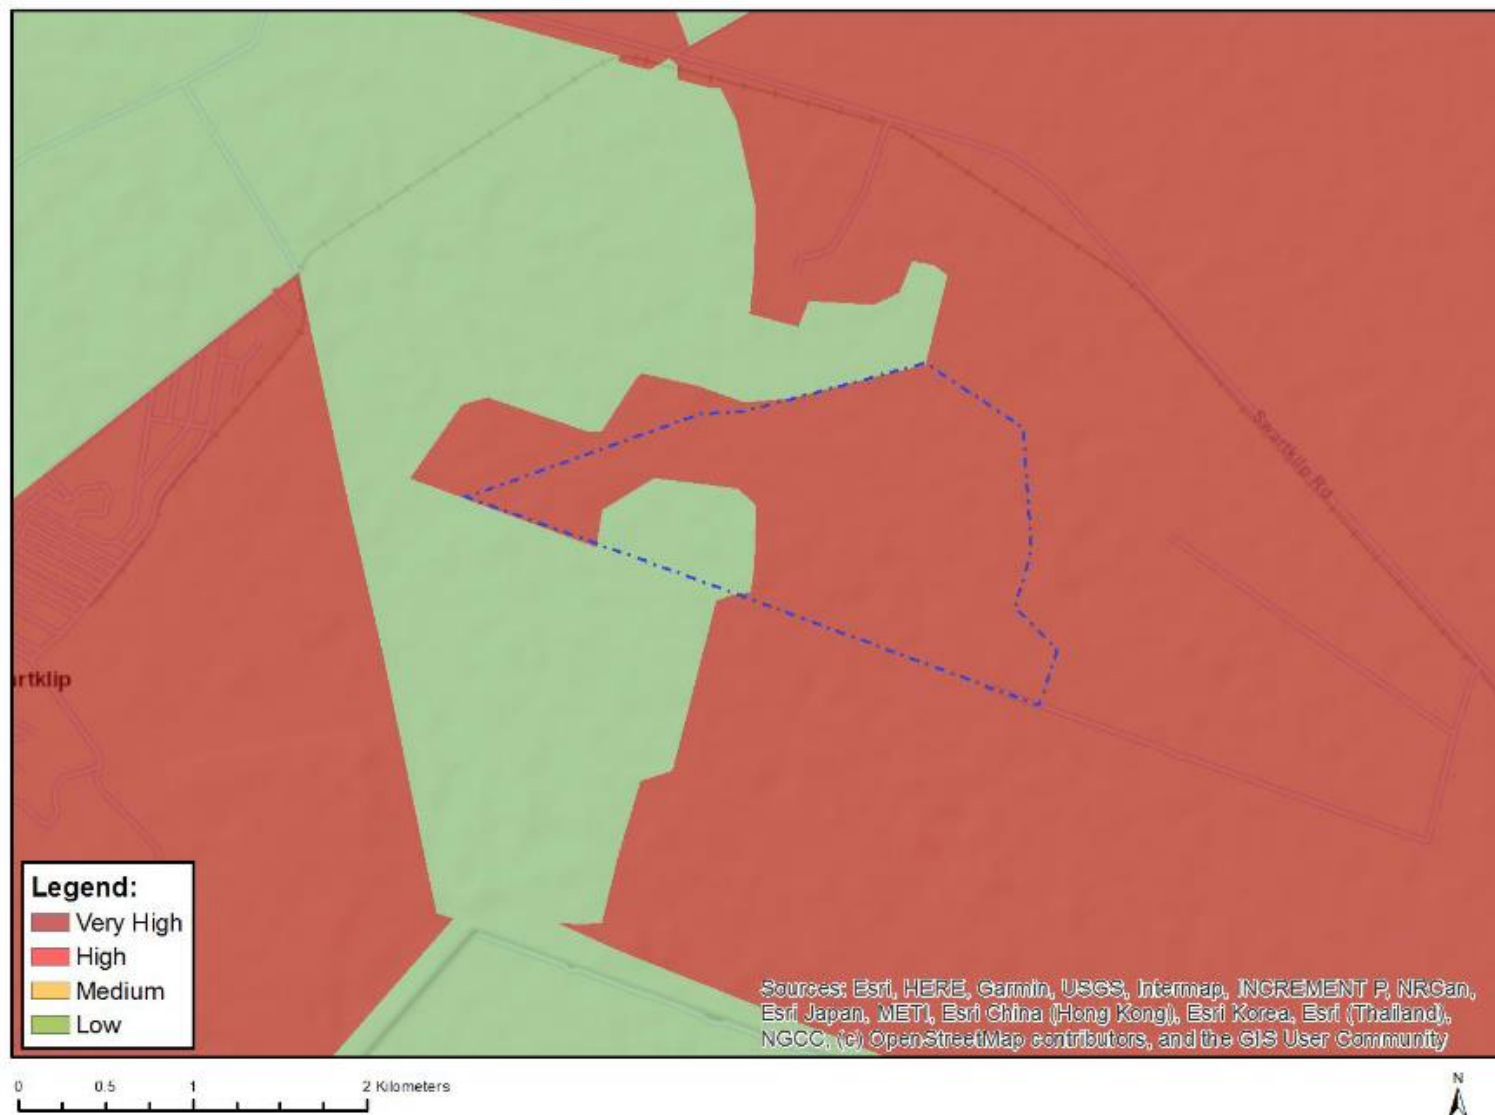 Swartklip Rd
rtklip
Legend:
Very High
High
Medium
Low
Sources: Esri, HERE, Garmin, USGS, Intermap, INCREMENT P, NRCan,
Esri Japan, METI, Esri China (Hong Kong), Esri Korea, Esri (Thailand),
NGCC, (c) OpenStreetMap contributors, and the GIS User Community
0 0.5 1 2 Kilometers
N